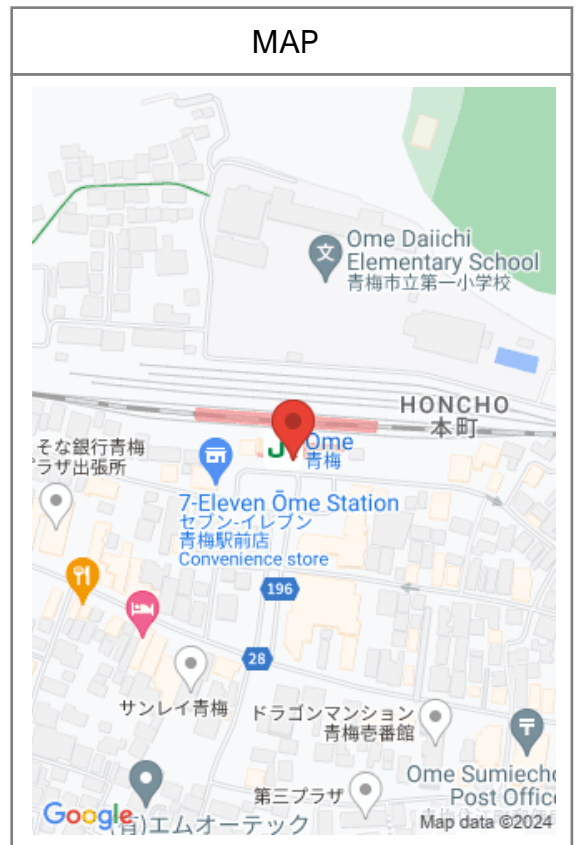 MAP
文
Ome Daiichi
Elementary School
青梅市立第一小学校
HONCHO
本町
そな銀行青梅
ラザ出張所
J
Ome
青梅
7-Eleven Ōme Station
セブン-イレブン
青梅駅前店
Convenience store
196
28
サンレイ青梅
ドラゴンマンション
青梅壱番館
Ome Sumiecho
Post Offic
第三プラザ
Google
(有)エムオーテック
Map data ©2024